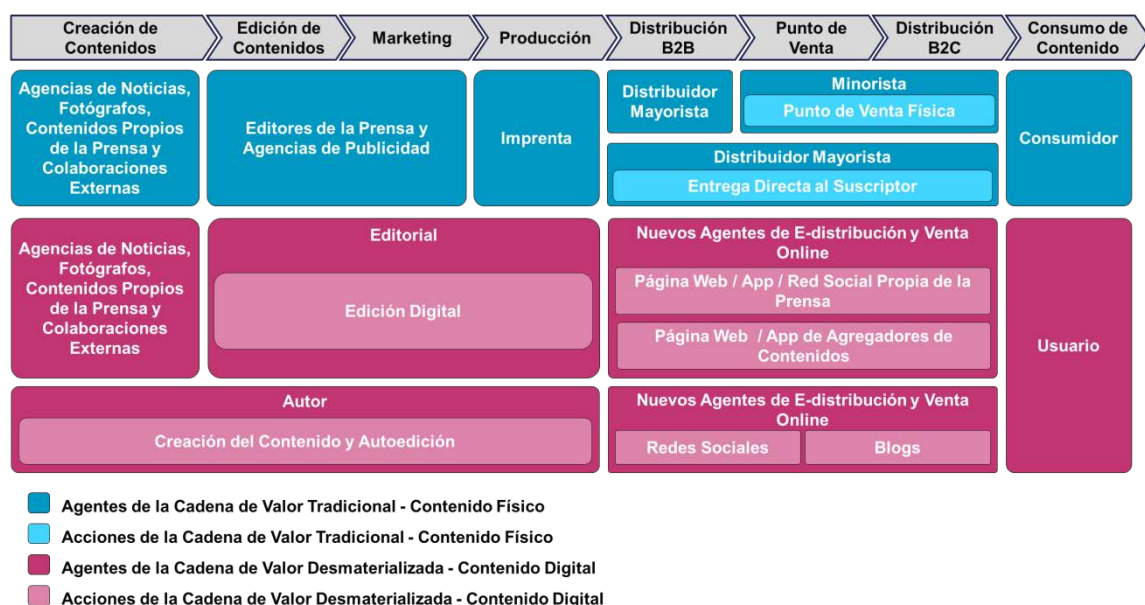 Creación de
Contenidos
Edición de
Contenidos
Marketing
Producción
Distribución
B2B
Punto de
Venta
Distribución
B2C
Consumo de
Contenido
Agencias de Noticias,
Fotógrafos,
Contenidos Propios
de la Prensa y
Colaboraciones
Externas
Editores de la Prensa y
Agencias de Publicidad
Imprenta
Distribuidor
Mayorista
Minorista
Punto de Venta Física
Distribuidor Mayorista
Entrega Directa al Suscriptor
Consumidor
Agencias de Noticias,
Fotógrafos,
Contenidos Propios
de la Prensa y
Colaboraciones
Externas
Editorial
Edición Digital
Nuevos Agentes de E-distribución y Venta
Online
Página Web / App / Red Social Propia de la
Prensa
Página Web / App de Agregadores de
Contenidos
Usuario
Autor
Creación del Contenido y Autoedición
Nuevos Agentes de E-distribución y Venta
Online
Redes Sociales
Blogs
Agentes de la Cadena de Valor Tradicional - Contenido Físico
Acciones de la Cadena de Valor Tradicional - Contenido Físico
Agentes de la Cadena de Valor Desmaterializada - Contenido Digital
Acciones de la Cadena de Valor Desmaterializada - Contenido Digital